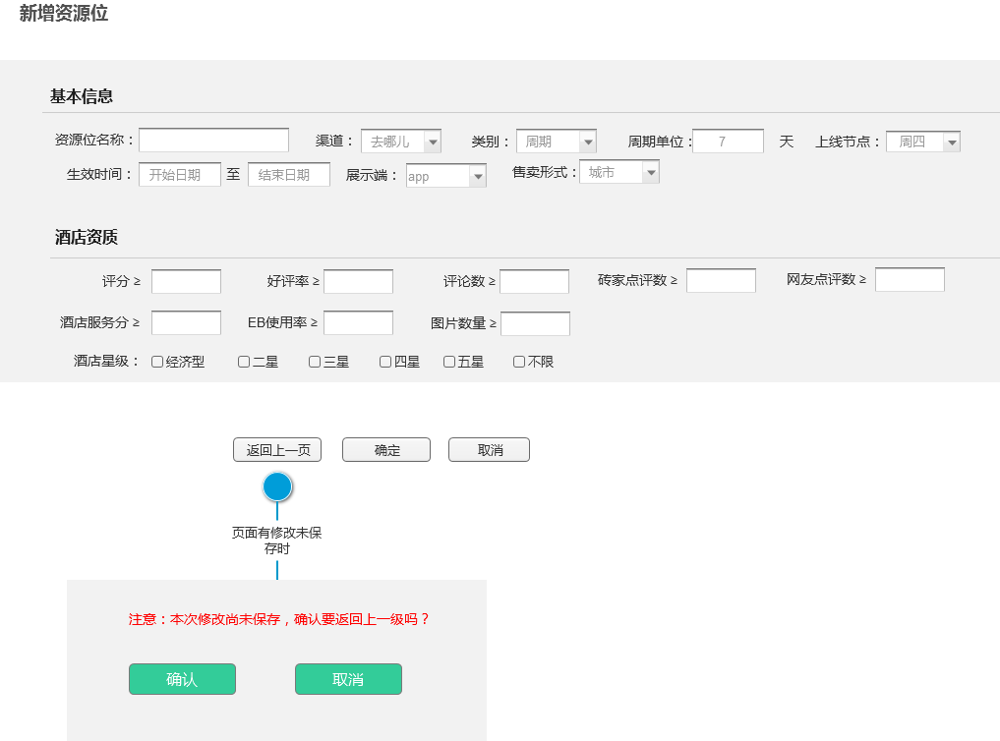 新增资源位
基本信息
资源位名称： 渠道： 去哪儿 类别： 周期 周期单位： 7 天 上线节点： 周四
生效时间： 开始日期 至 结束日期 展示端： app 售卖形式： 城市
酒店资质
评分 ≥ 好评率 ≥ 评论数 ≥ 砖家点评数 ≥ 网友点评数 ≥
酒店服务分 ≥ EB使用率 ≥ 图片数量 ≥
酒店星级： 经济型 二星 三星 四星 五星 不限
返回上一页 确定 取消
页面有修改未保
存时
注意：本次修改尚未保存，确认要返回上一级吗？
确认 取消